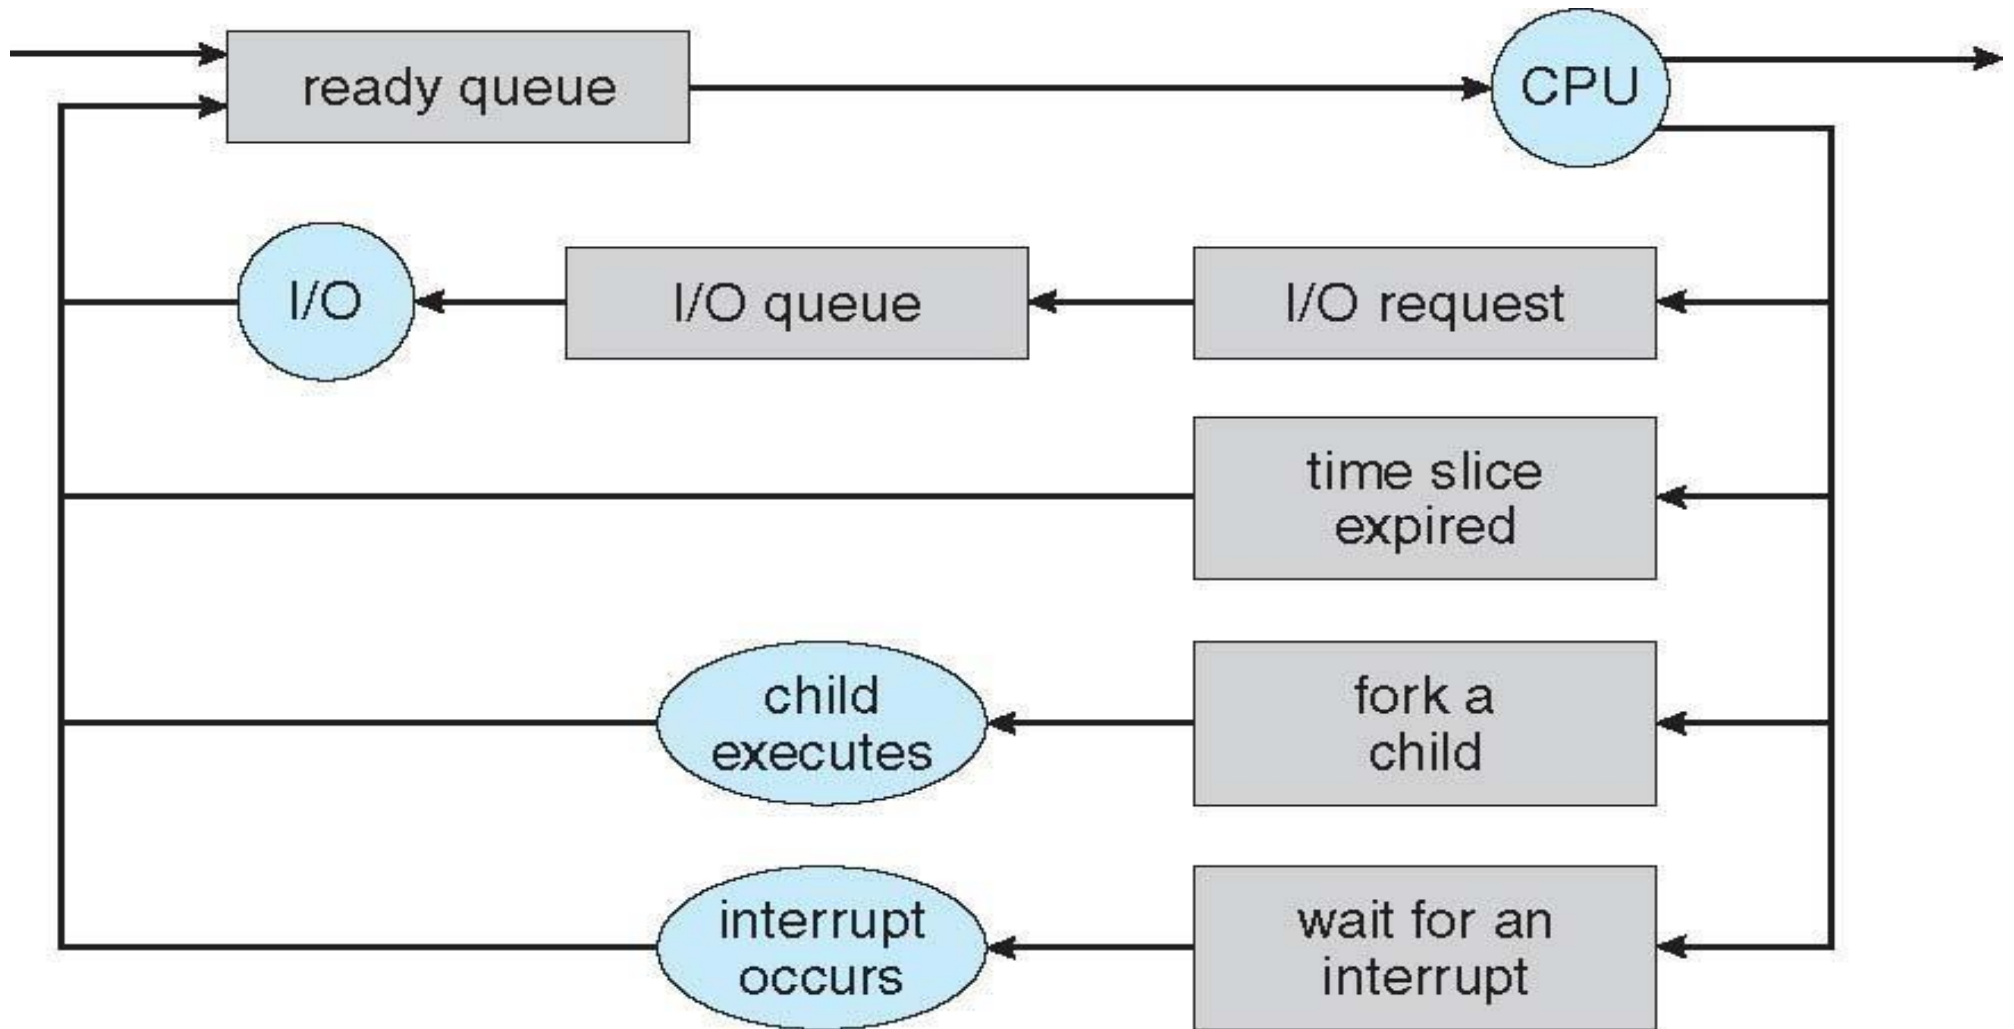 ready queue
CPU
I/O
I/O queue
I/O request
time slice
expired
child
executes
fork a
child
interrupt
occurs
wait for an
interrupt